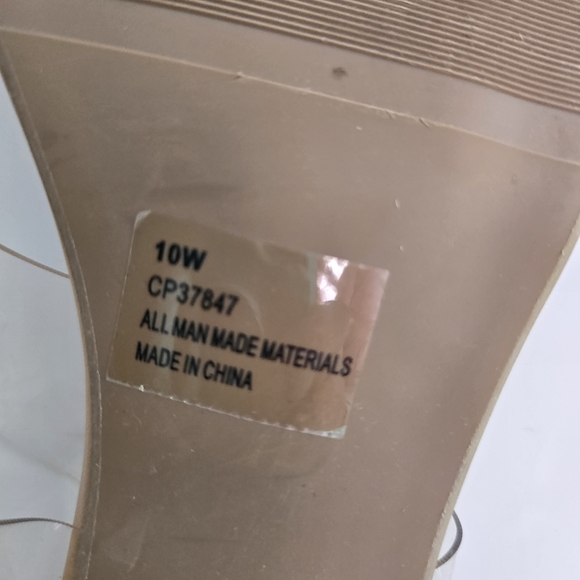 10W
CP37847
ALL MAN MADE MATERIALS
MADE IN CHINA